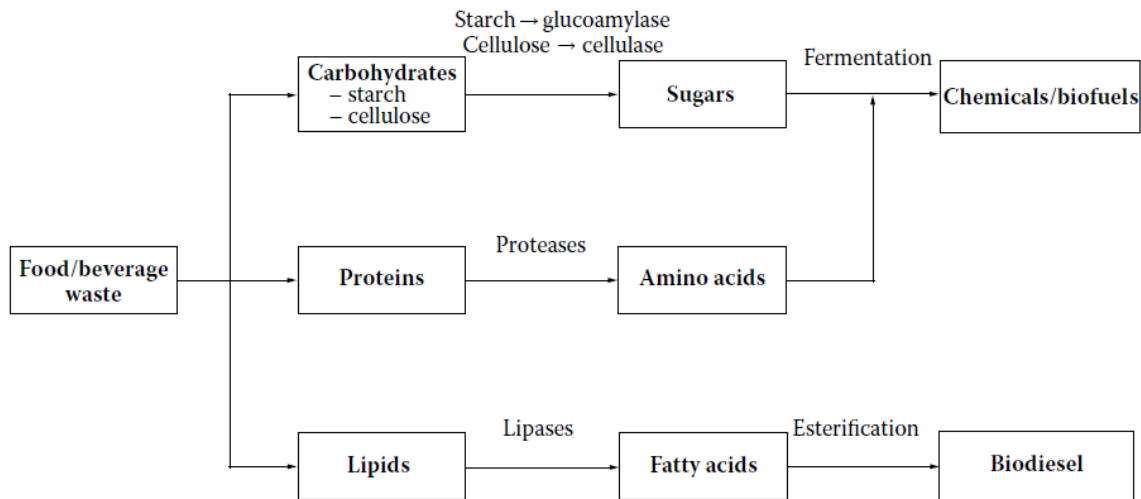 Starch → glucoamylase
Cellulose → cellulase
Fermentation
Carbohydrates
– starch
– cellulose
Sugars
Chemicals/biofuels
Proteases
Food/beverage
waste
Proteins
Amino acids
Lipases
Esterification
Lipids
Fatty acids
Biodiesel